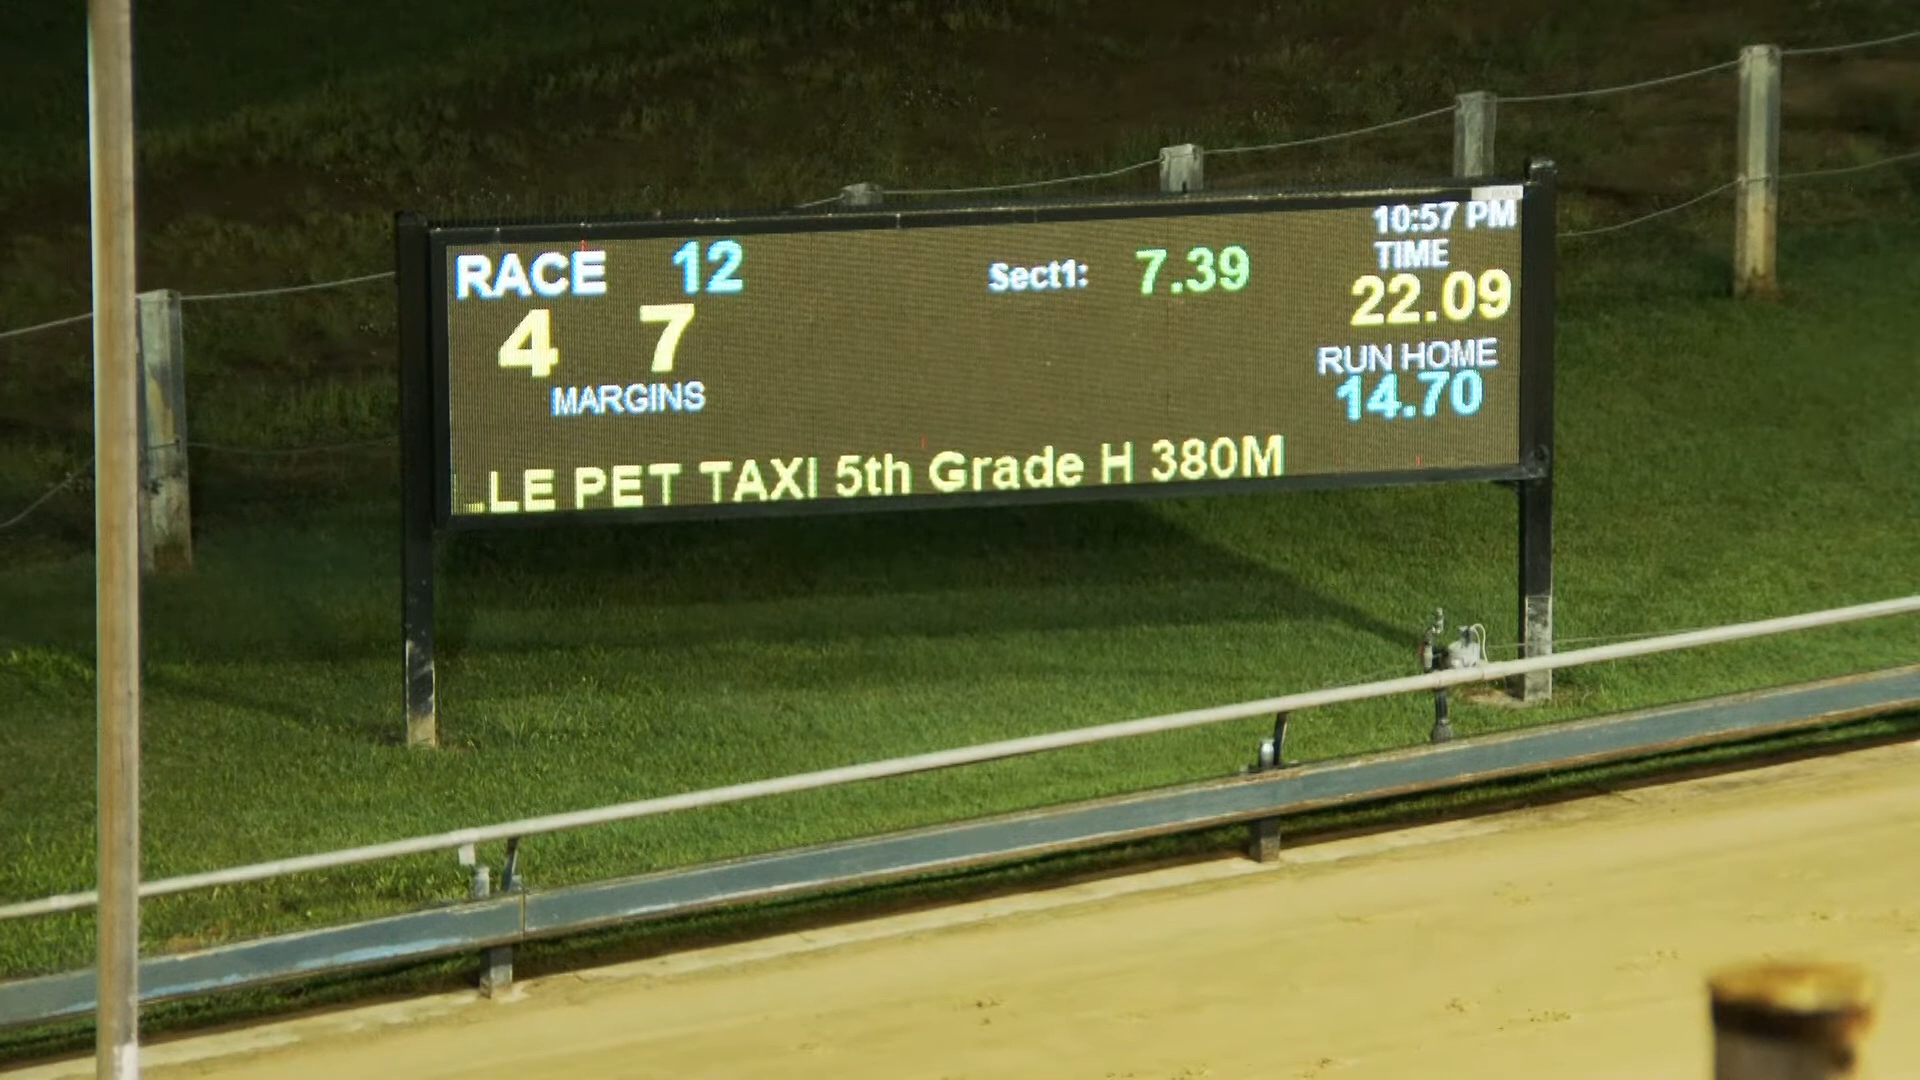 10:57 PM
RACE 12 Sect1: 7.39 TIME
22.09
4 7
RUN HOME
MARGINS 14.70
LE PET TAXI 5th Grade H 380M